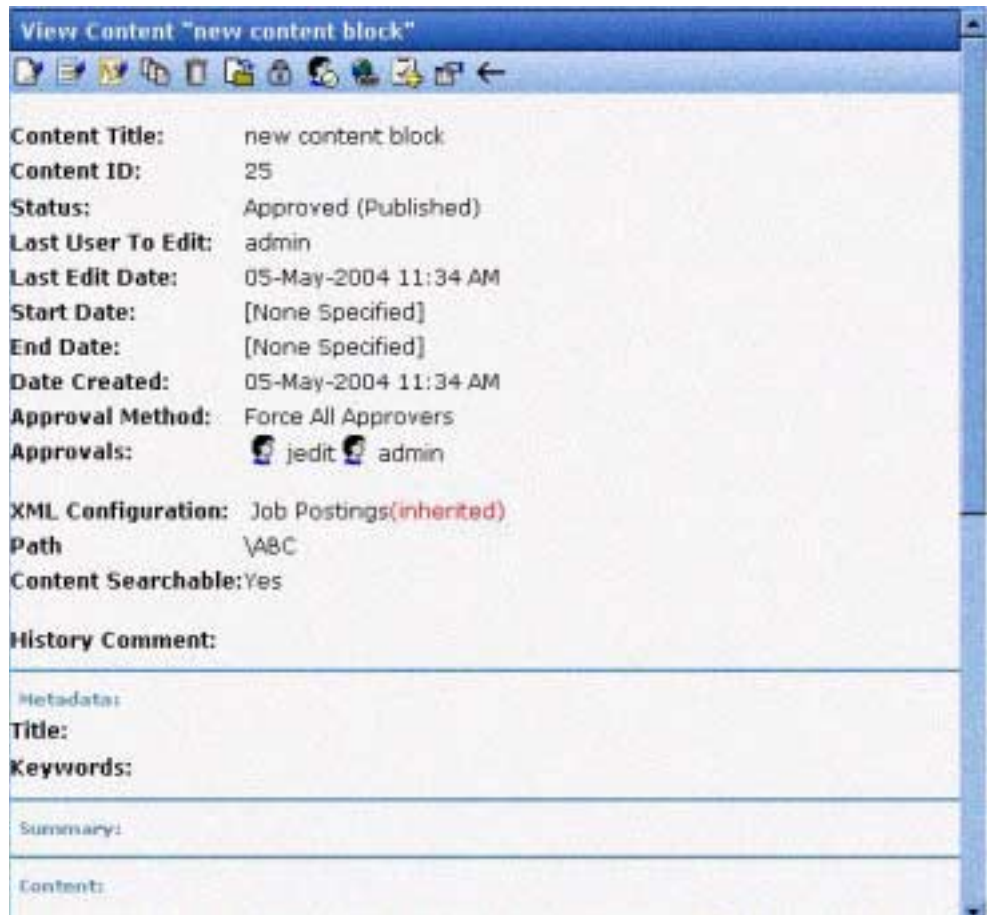 View Content "new content block"
Content Title: new content block
Content ID: 25
Status: Approved (Published)
Last User To Edit: admin
Last Edit Date: 05-May-2004 11:34 AM
Start Date: [None Specified]
End Date: [None Specified]
Date Created: 05-May-2004 11:34 AM
Approval Method: Force All Approvers
Approvals: jedit admin
XML Configuration: Job Postings(inherited)
Path \ABC
Content Searchable:Yes
History Comment:
Metadata:
Title:
Keywords:
Summary:
Content: